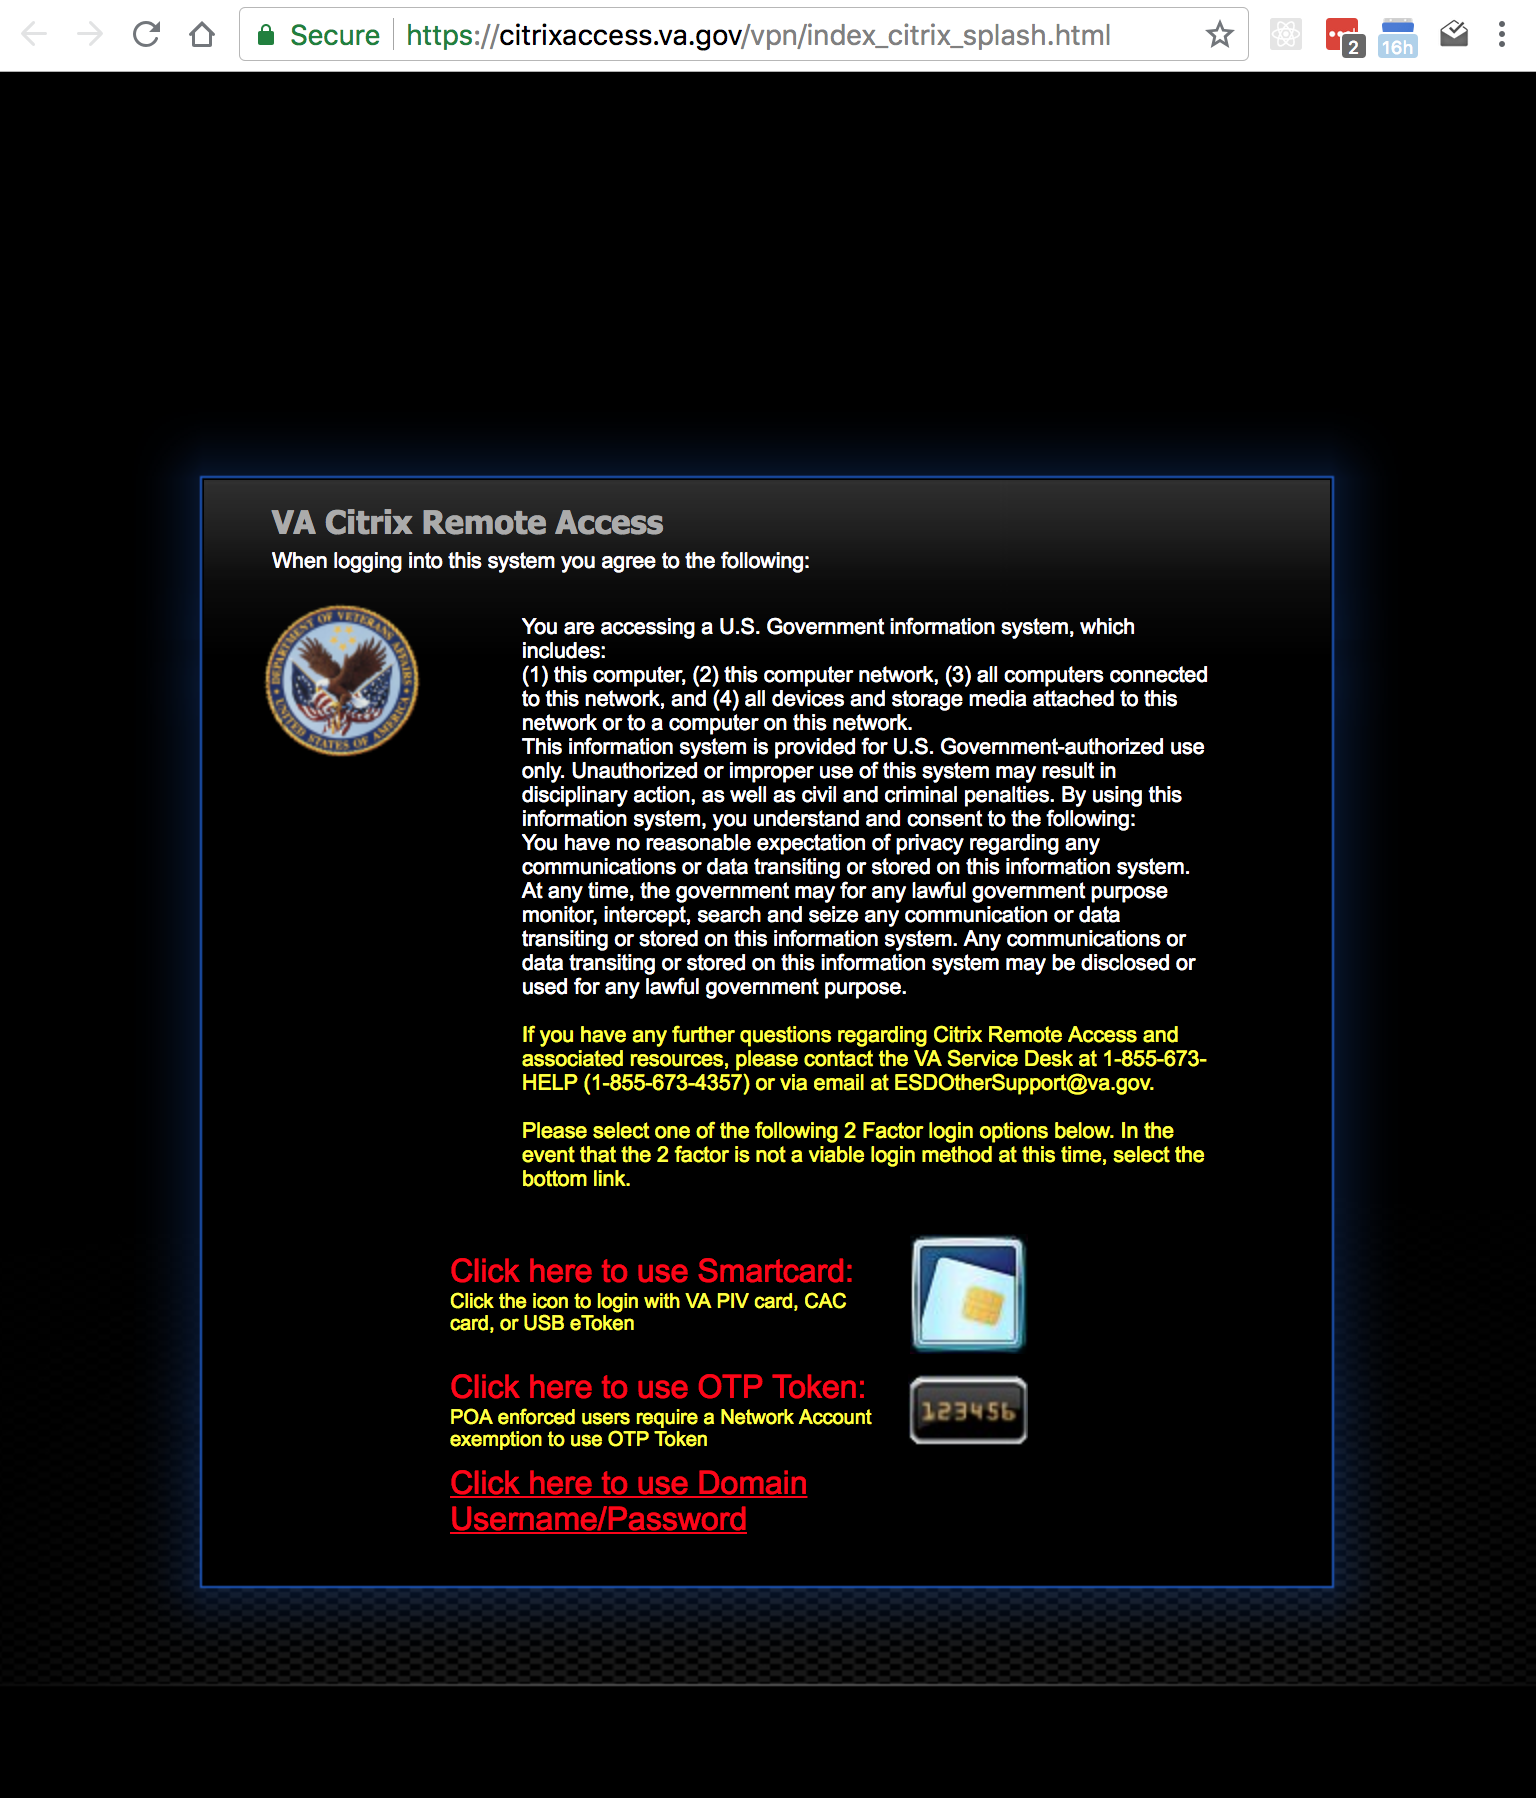 Secure
https://citrixaccess.va.gov/vpn/index_citrix_splash.html
2
16h
VA Citrix Remote Access
When logging into this system you agree to the following:
DEPARTMENT OF VETERANS AFFAIRS
UNITED STATES OF AMERICA
You are accessing a U.S. Government information system, which
includes:
(1) this computer, (2) this computer network, (3) all computers connected
to this network, and (4) all devices and storage media attached to this
network or to a computer on this network.
This information system is provided for U.S. Government-authorized use
only. Unauthorized or improper use of this system may result in
disciplinary action, as well as civil and criminal penalties. By using this
information system, you understand and consent to the following:
You have no reasonable expectation of privacy regarding any
communications or data transiting or stored on this information system.
At any time, the government may for any lawful government purpose
monitor, intercept, search and seize any communication or data
transiting or stored on this information system. Any communications or
data transiting or stored on this information system may be disclosed or
used for any lawful government purpose.
If you have any further questions regarding Citrix Remote Access and
associated resources, please contact the VA Service Desk at 1-855-673-
HELP (1-855-673-4357) or via email at ESDOtherSupport@va.gov.
Please select one of the following 2 Factor login options below. In the
event that the 2 factor is not a viable login method at this time, select the
bottom link.
Click here to use Smartcard:
Click the icon to login with VA PIV card, CAC
card, or USB eToken
Click here to use OTP Token:
POA enforced users require a Network Account
exemption to use OTP Token
123456
Click here to use Domain
Username/Password